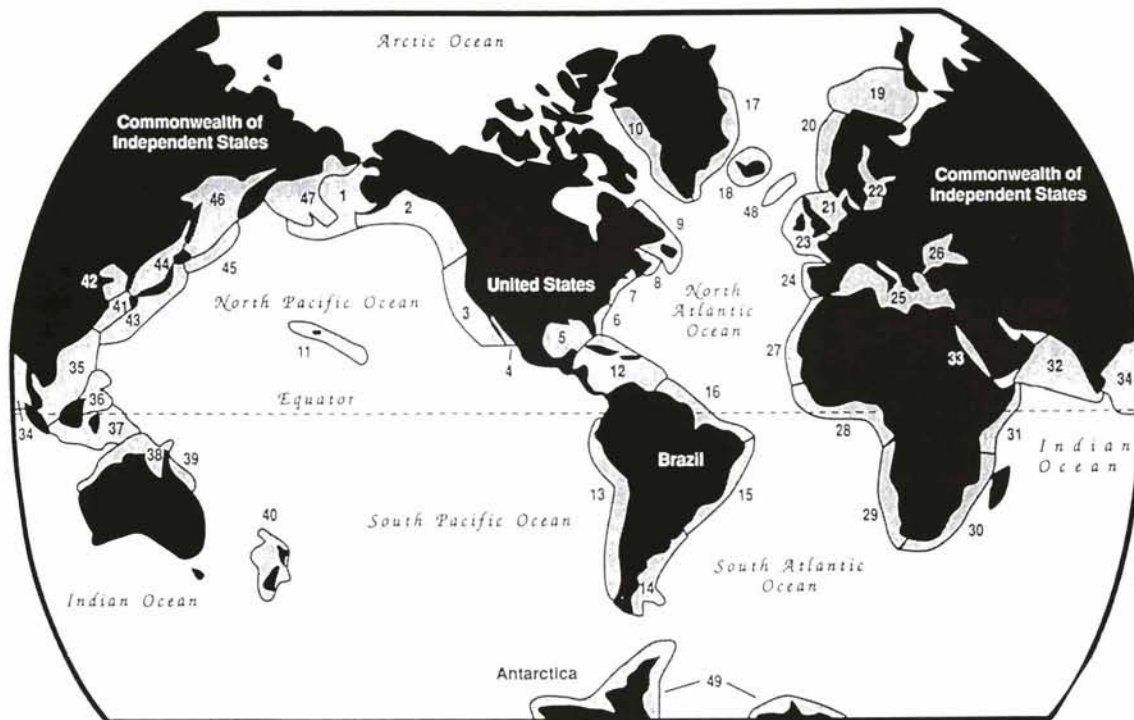 Arctic Ocean
17
19
Commonwealth of
Independent States
10
20
Commonwealth of
Independent States
46
47
1
2
18
48
21
22
9
23
42
44
45
26
8
24
41
43
United States
North Pacific Ocean
7
North
Atlantic
Ocean
25
3
6
5
11
4
27
33
35
12
32
34
36
16
Equator
34
37
28
31
Indian
Ocean
38
39
Brazil
13
15
29
30
40
South Pacific Ocean
South Atlantic
Ocean
14
Indian Ocean
Antarctica
49